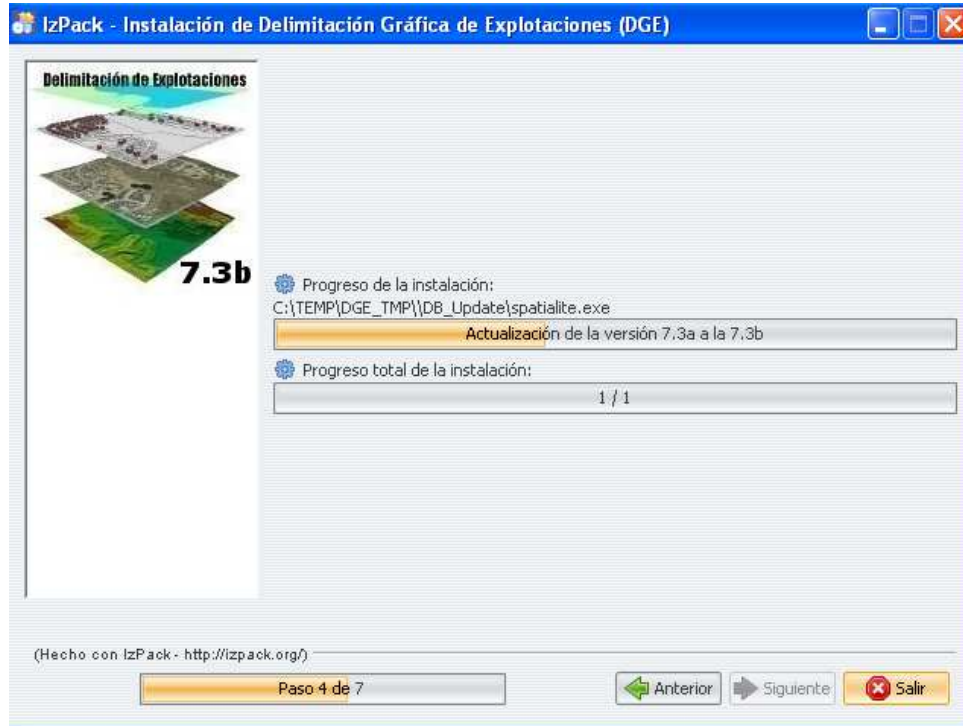 IzPack - Instalación de Delimitación Gráfica de Explotaciones (DGE)
Delimitación de Explotaciones
7.3b
Progreso de la instalación:
C:\TEMP\DGE_TMP\\DB_Update\spatialite.exe
Actualización de la versión 7.3a a la 7.3b
Progreso total de la instalación:
1 / 1
(Hecho con IzPack - http://izpack.org/)
Paso 4 de 7
Anterior
Siguiente
Salir